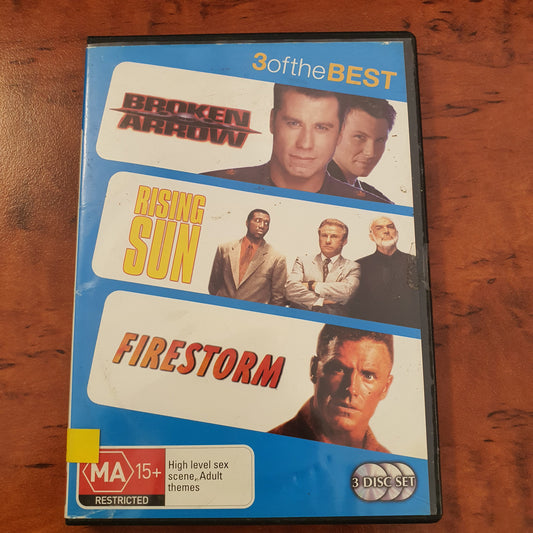 3oftheBEST
BROKEN
ARROW
RISING
SUN
FIRESTORM
MA 15+
RESTRICTED
High level sex
scene, Adult
themes
3 DISC SET